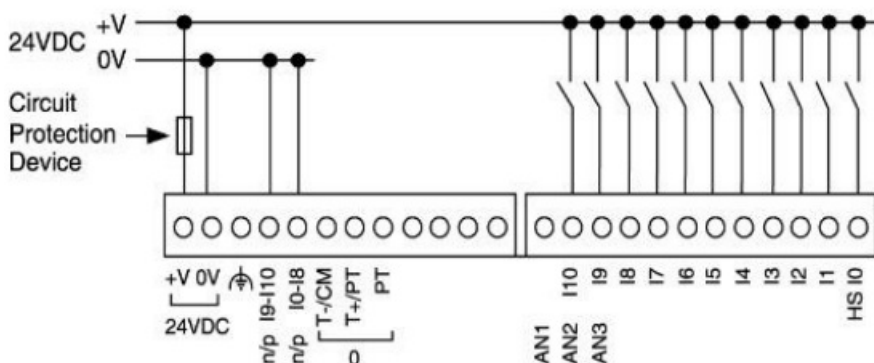 +V
24VDC
0V
Circuit
Protection
Device
+V 0V I9-I10 I0-I8 T-/CM T+/PT PT I10 I9 I8 I7 I6 I5 I4 I3 I2 I1 HS I0
24VDC n/p n/p 0 AN1 AN2 AN3